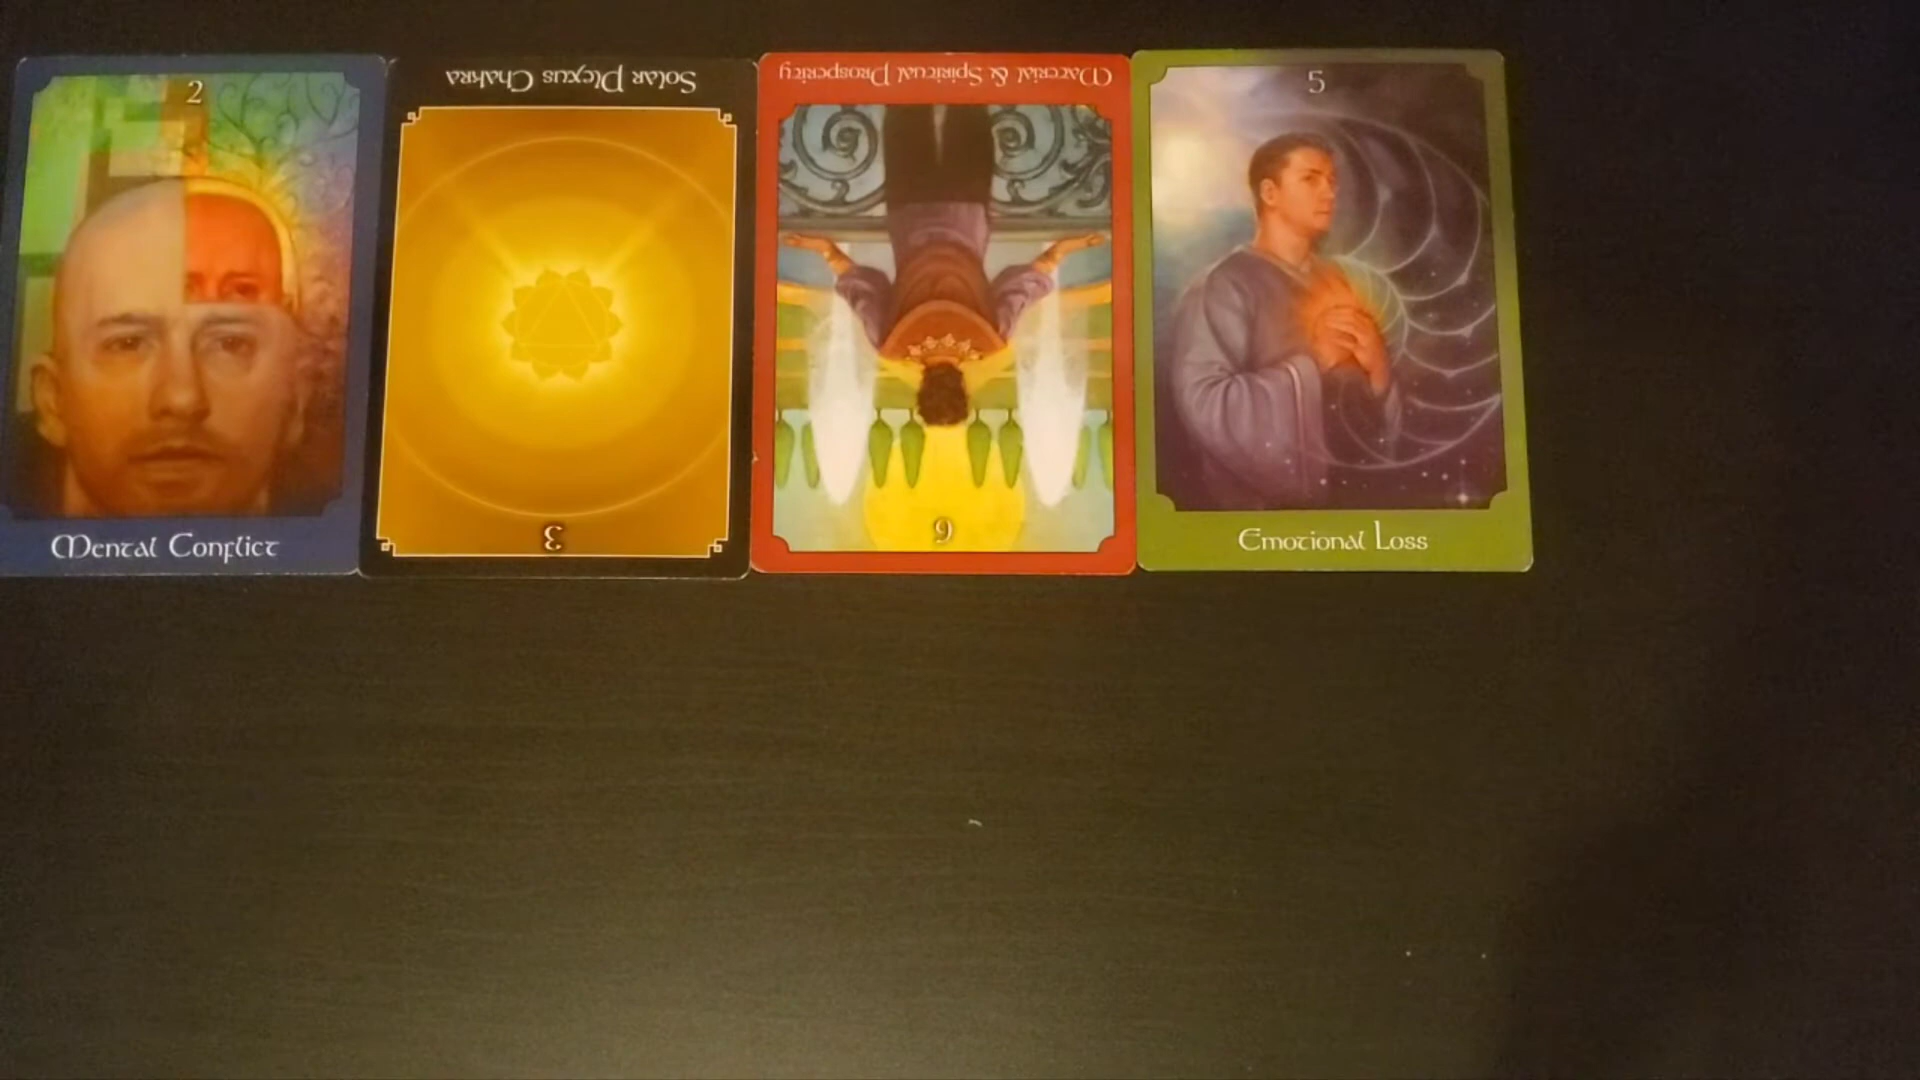 2
Mental Conflict
Solar Plexus Chakra
3
Material & Spiritual Prosperity
6
5
Emotional Loss